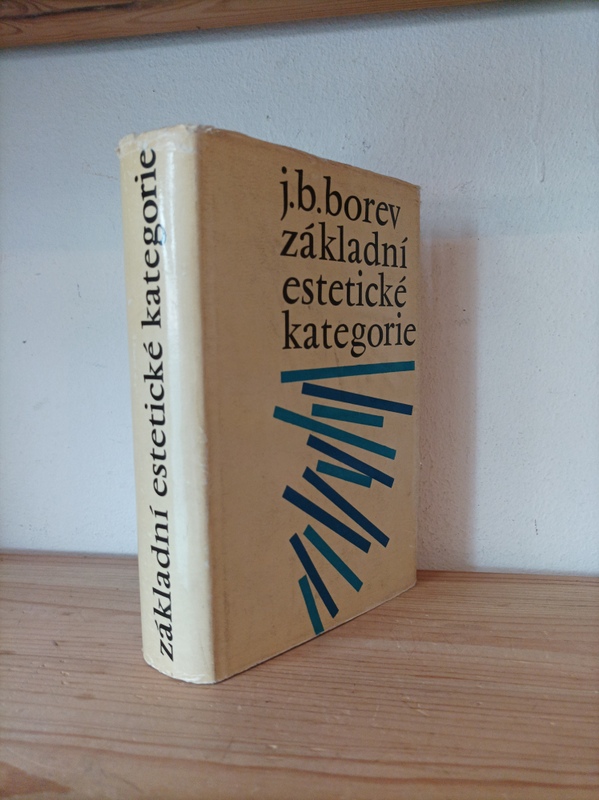 základní estetické kategorie
j.b.borev
základní
estetické
kategorie